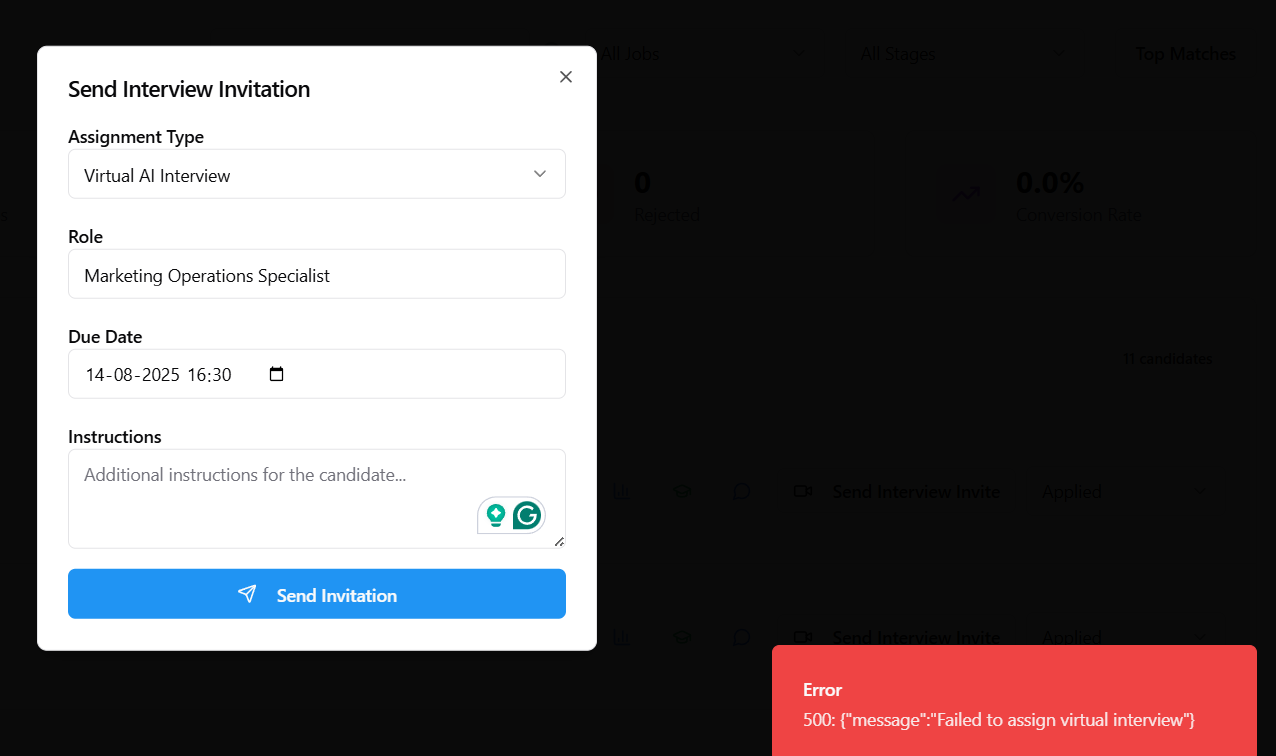 All Jobs
All Stages
Top Matches
Send Interview Invitation
Assignment Type
Virtual AI Interview
0
Rejected
0.0%
Conversion Rate
Role
Marketing Operations Specialist
Due Date
14-08-2025 16:30
11 candidates
Instructions
Additional instructions for the candidate...
Send Interview Invite
Applied
Send Invitation
Send Interview Invite
Applied
Error
500: {"message":"Failed to assign virtual interview"}